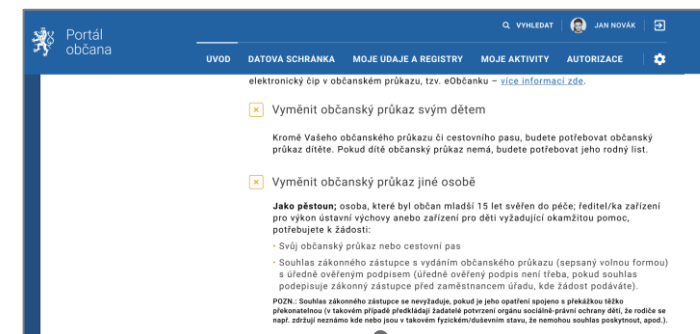 Portál
občana
VYHLEDAT
JAN NOVÁK
ÚVOD DATOVÁ SCHRÁNKA MOJE ÚDAJE A REGISTRY MOJE AKTIVITY AUTORIZACE
elektronický čip v občanském průkazu, tzv. eObčanku – více informací zde.
Vyměnit občanský průkaz svým dětem
Kromě Vašeho občanského průkazu či cestovního pasu, budete potřebovat občanský
průkaz dítěte. Pokud dítě občanský průkaz nemá, budete potřebovat jeho rodný list.
Vyměnit občanský průkaz jiné osobě
Jako pěstoun; osoba, které byl občan mladší 15 let svěřen do péče; ředitel/ka zařízení
pro výkon ústavní výchovy anebo zařízení pro děti vyžadující okamžitou pomoc,
potřebujete k žádosti:
• Svůj občanský průkaz nebo cestovní pas
• Souhlas zákonného zástupce s vydáním občanského průkazu (sepsaný volnou formou)
s úředně ověřeným podpisem (úředně ověřený podpis není třeba, pokud souhlas
podepisuje zákonný zástupce před zaměstnancem úřadu, kde žádost podáváte).
POZN.: Souhlas zákonného zástupce se nevyžaduje, pokud je jeho opatření spojeno s překážkou těžko
překonatelnou (v takovém případě předkládají žadatelé potvrzení orgánu sociálně-právní ochrany dětí, že rodiče se
např. zdržují neznámo kde nebo jsou v takovém fyzickém/duševním stavu, že nemohou souhlas poskytnout, apod.).